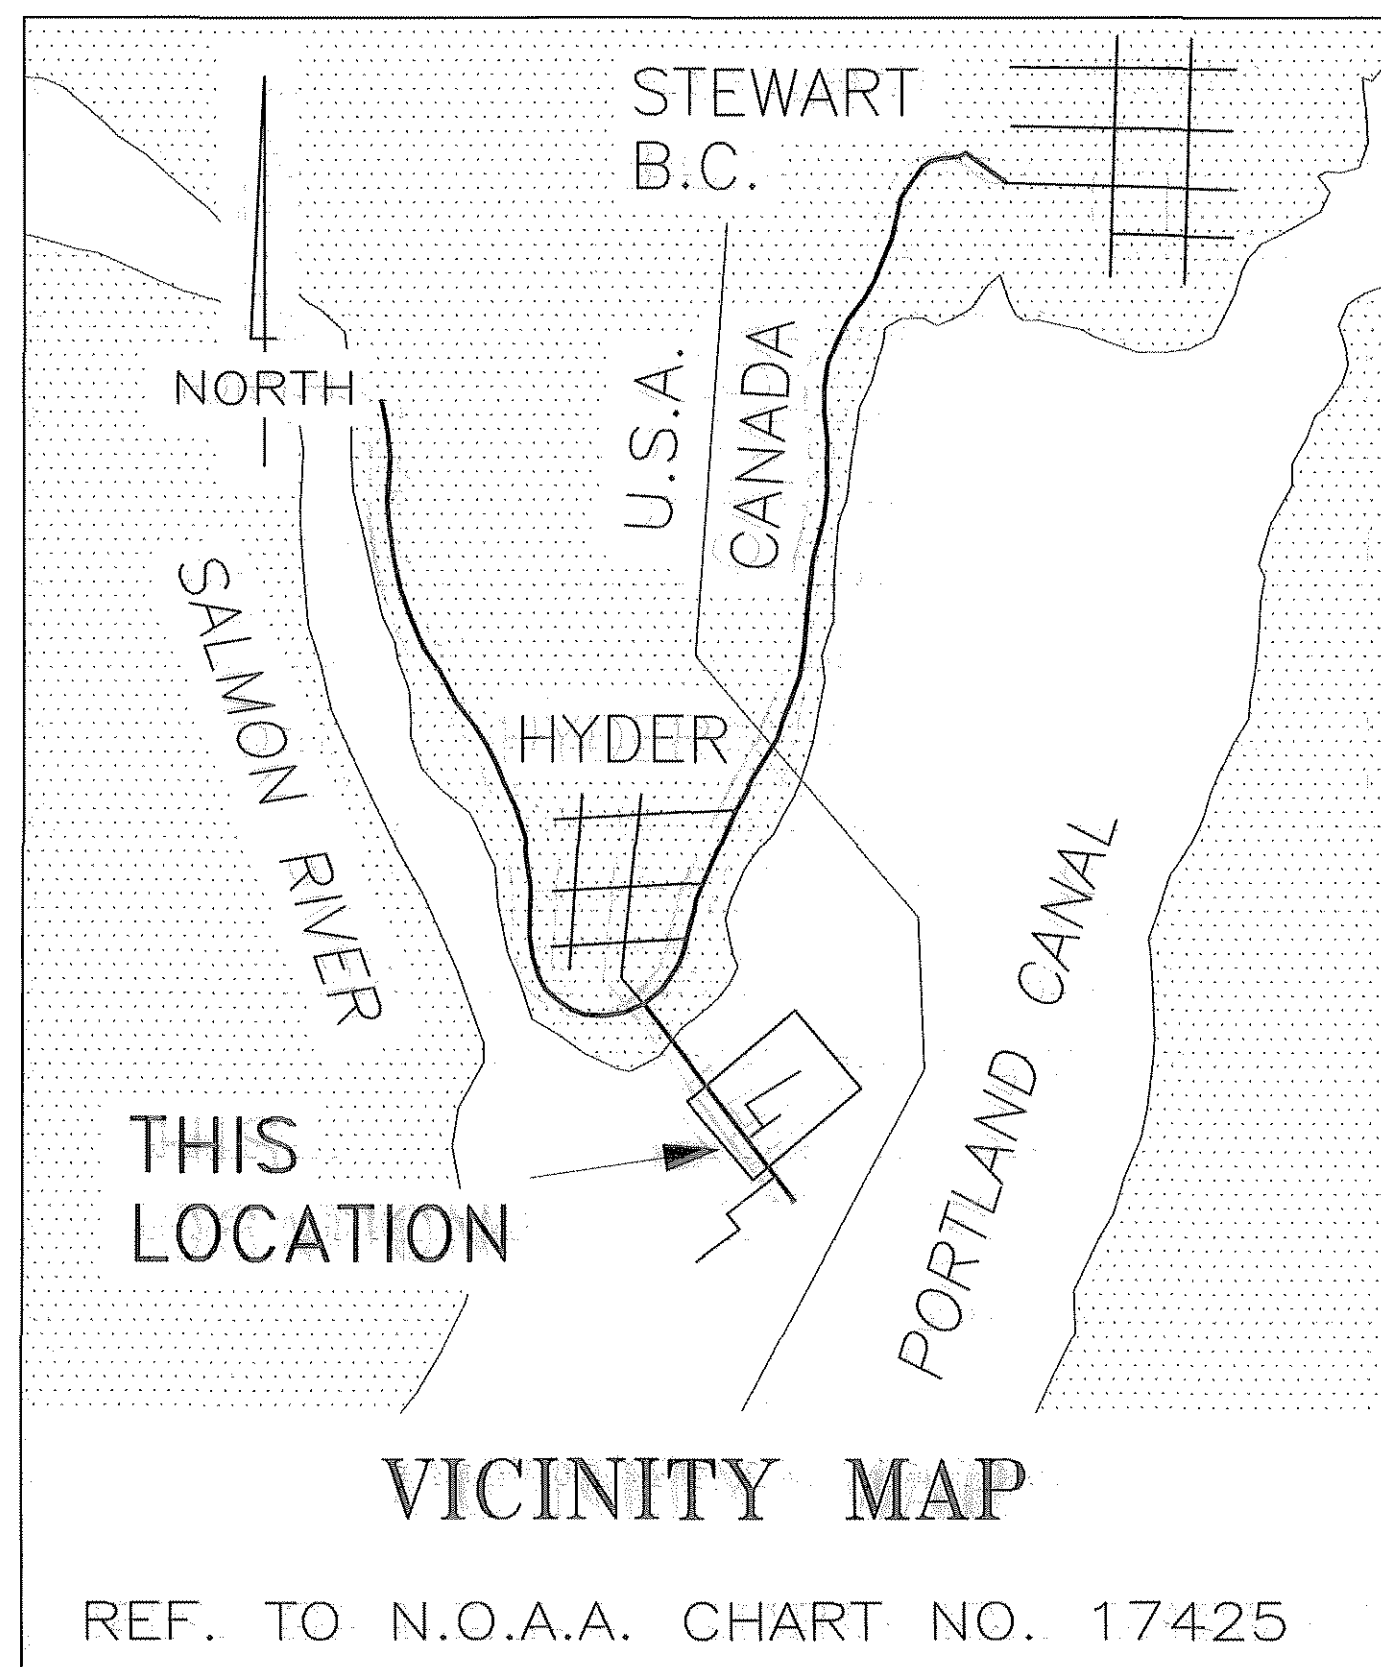 STEWART
B.C.
NORTH
U.S.A.
CANADA
SALMON RIVER
HYDER
PORTLAND CANAL
THIS
LOCATION
VICINITY MAP
REF. TO N.O.A.A. CHART NO. 17425